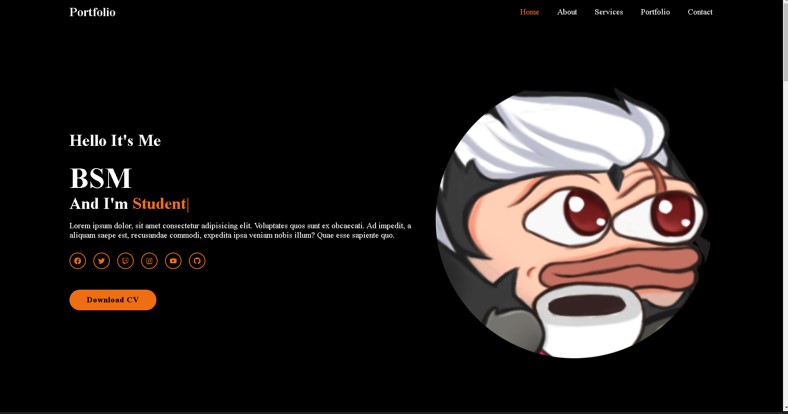 Portfolio
Home About Services Portfolio Contact
Hello It's Me
BSM
And I'm Student|
Lorem ipsum dolor, sit amet consectetur adipisicing elit. Voluptates quos sunt ex obcaecati. Ad impedit, a
aliquam saepe est, recusandae commodi, expedita ipsa veniam nobis illum? Quae esse sapiente quo.
Download CV